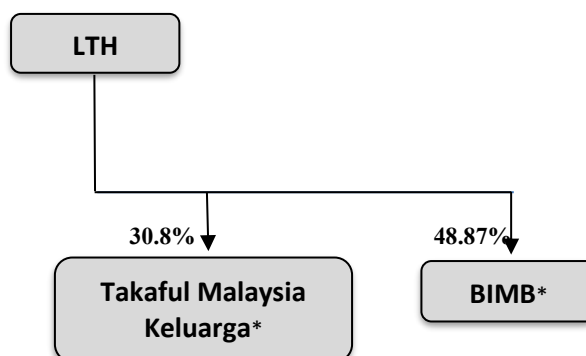 LTH
30.8%
48.87%
Takaful Malaysia
Keluarga*
BIMB*